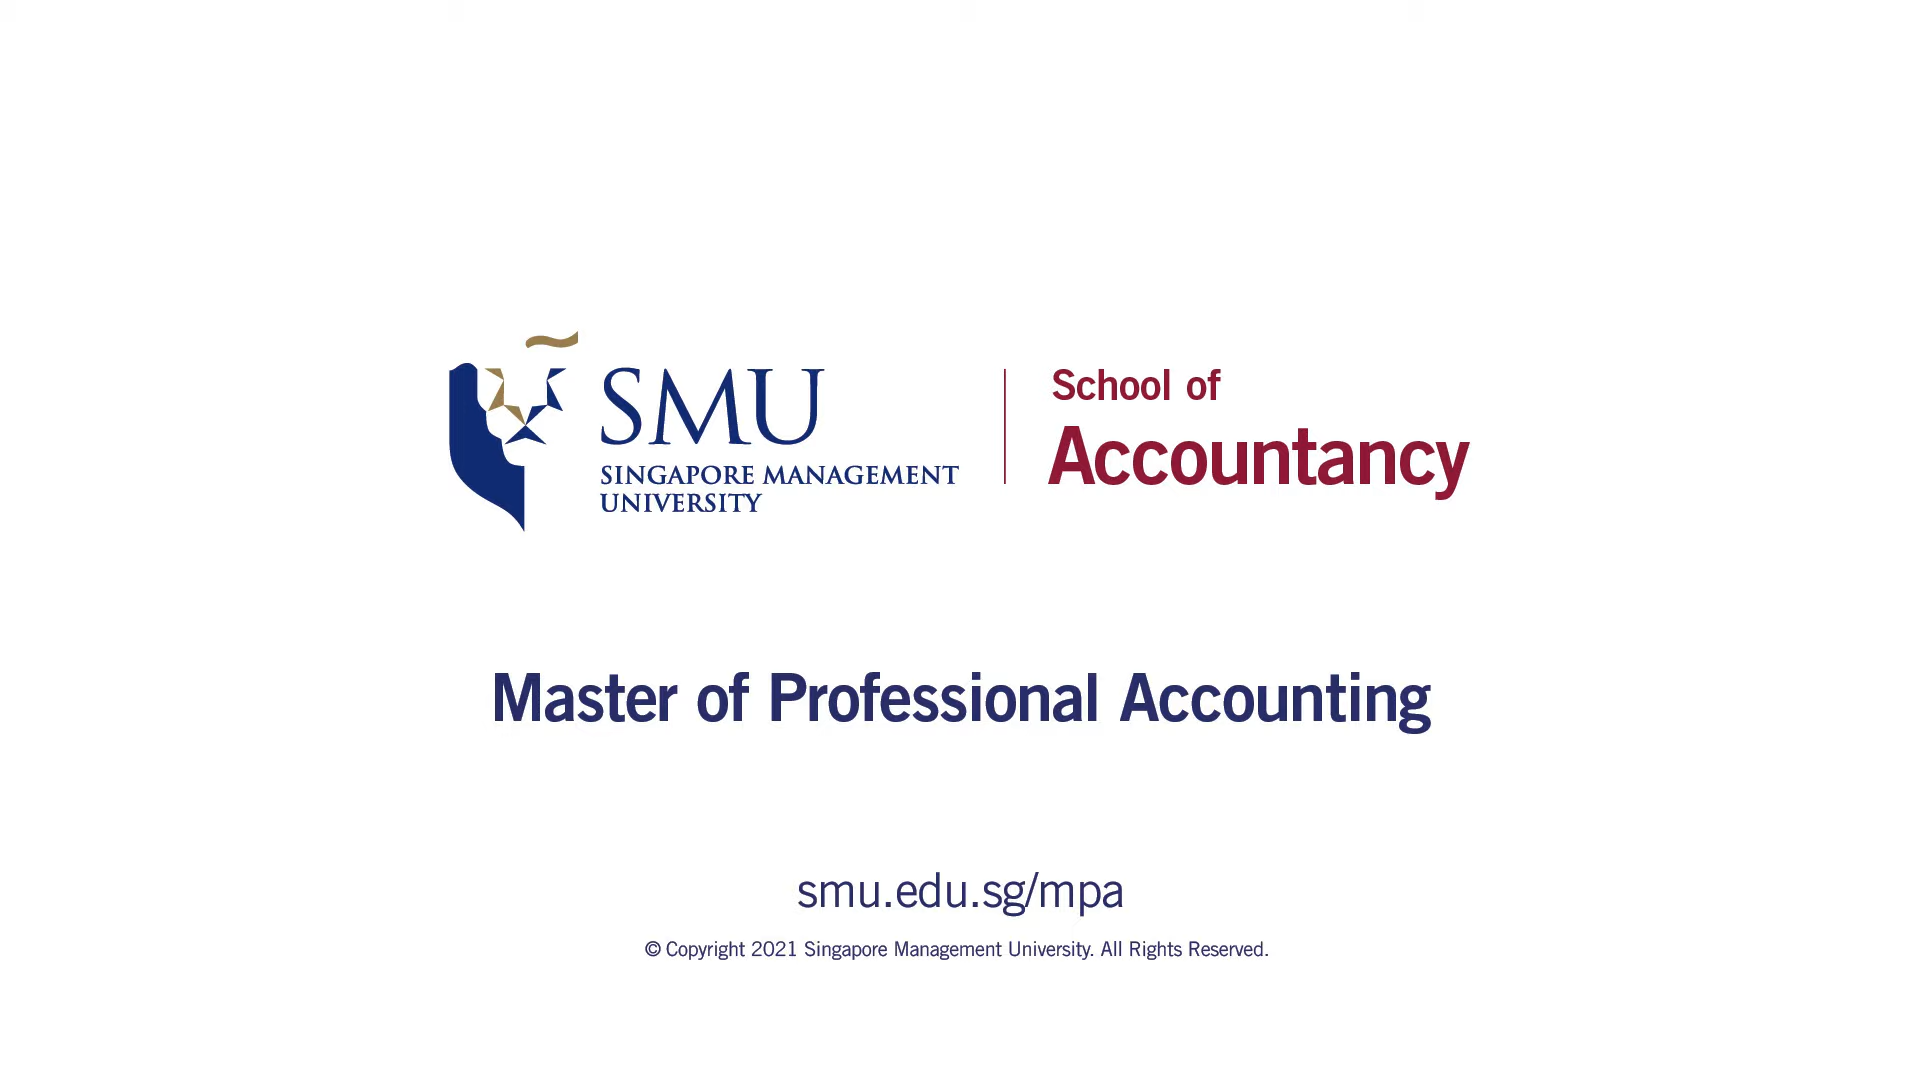 SMU
SINGAPORE MANAGEMENT
UNIVERSITY
School of
Accountancy
Master of Professional Accounting
smu.edu.sg/mpa
© Copyright 2021 Singapore Management University. All Rights Reserved.